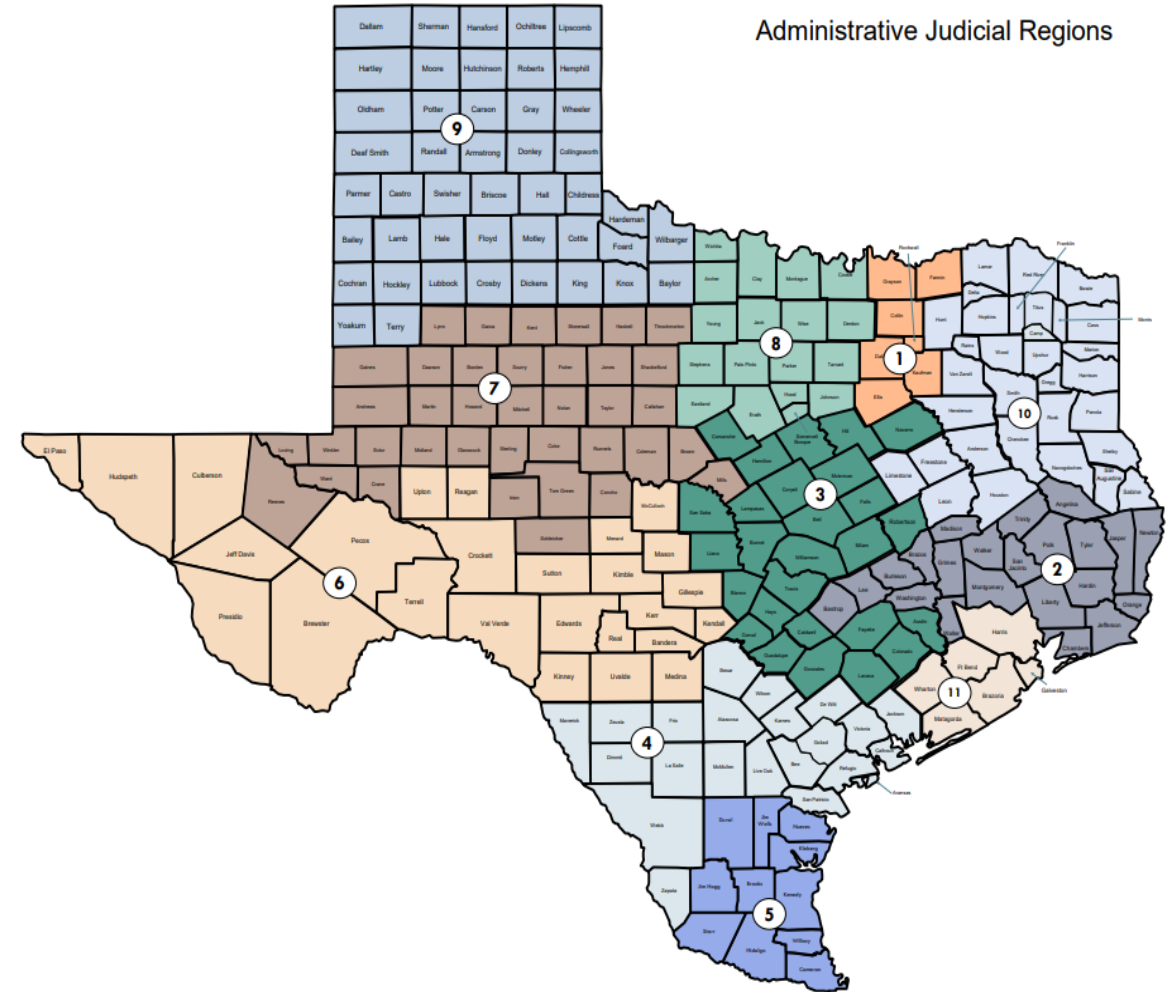 Administrative Judicial Regions
Dallam
Sherman
Hansford
Ochiltree
Lipscomb
Hartley
Moore
Hutchinson
Roberts
Hemphill
Oldham
Potter
Carson
Gray
Wheeler
9
Deaf Smith
Randall
Armstrong
Donley
Collingsworth
Parmer
Castro
Swisher
Briscoe
Hall
Childress
Hardeman
Bailey
Lamb
Hale
Floyd
Motley
Cottle
Foard
Wilbarger
Wichita
Rockwall
Franklin
Cochran
Hockley
Lubbock
Crosby
Dickens
King
Knox
Baylor
Archer
Clay
Montague
Cooke
Grayson
Fannin
Lamar
Red River
Bowie
Delta
Yoakum
Terry
Lynn
Garza
Kent
Stonewall
Haskell
Throckmorton
Young
Jack
Wise
Denton
Collin
Hunt
Hopkins
Titus
Morris
Cass
Camp
8
1
Gaines
Dawson
Borden
Scurry
Fisher
Jones
Shackelford
Stephens
Palo Pinto
Parker
Tarrant
Kaufman
Rains
Wood
Upshur
Marion
Van Zandt
Harrison
Gregg
7
Andrews
Martin
Howard
Mitchell
Nolan
Taylor
Callahan
Eastland
Erath
Hood
Johnson
Ellis
Smith
Henderson
10
Rusk
Panola
Somervell
Bosque
Hill
Navarro
Comanche
Cherokee
Anderson
El Paso
Hudspeth
Culberson
Loving
Winkler
Ector
Midland
Glasscock
Sterling
Coke
Runnels
Coleman
Brown
Hamilton
Freestone
Limestone
Shelby
Nacogdoches
San
Augustine
Sabine
Reeves
Ward
Crane
Upton
Reagan
Irion
Tom Green
Concho
McCulloch
Mills
Coryell
3
Falls
Leon
Houston
Angelina
San Saba
Lampasas
Bell
Robertson
Madison
Trinity
Jeff Davis
Pecos
Crockett
Schleicher
Menard
Mason
Llano
Burnet
Williamson
Milam
Brazos
Grimes
Walker
San
Jacinto
Polk
Tyler
Jasper
Newton
2
6
Sutton
Kimble
Gillespie
Blanco
Travis
Lee
Burleson
Washington
Montgomery
Liberty
Hardin
Orange
Presidio
Brewster
Terrell
Val Verde
Edwards
Kerr
Kendall
Real
Bandera
Hays
Bastrop
Fayette
Austin
Waller
Harris
Jefferson
Chambers
Comal
Caldwell
Guadalupe
Gonzales
Colorado
Lavaca
Kinney
Uvalde
Medina
Bexar
Wilson
Ft Bend
Wharton
11
Brazoria
Galveston
Matagorda
Maverick
Zavala
Frio
Atascosa
Karnes
De Witt
Jackson
Victoria
4
Goliad
Calhoun
Dimmit
La Salle
McMullen
Live Oak
Bee
Refugio
Aransas
San Patricio
Webb
Duval
Jim
Wells
Nueces
Kleberg
Zapata
Jim Hogg
Brooks
Kenedy
5
Starr
Hidalgo
Willacy
Cameron